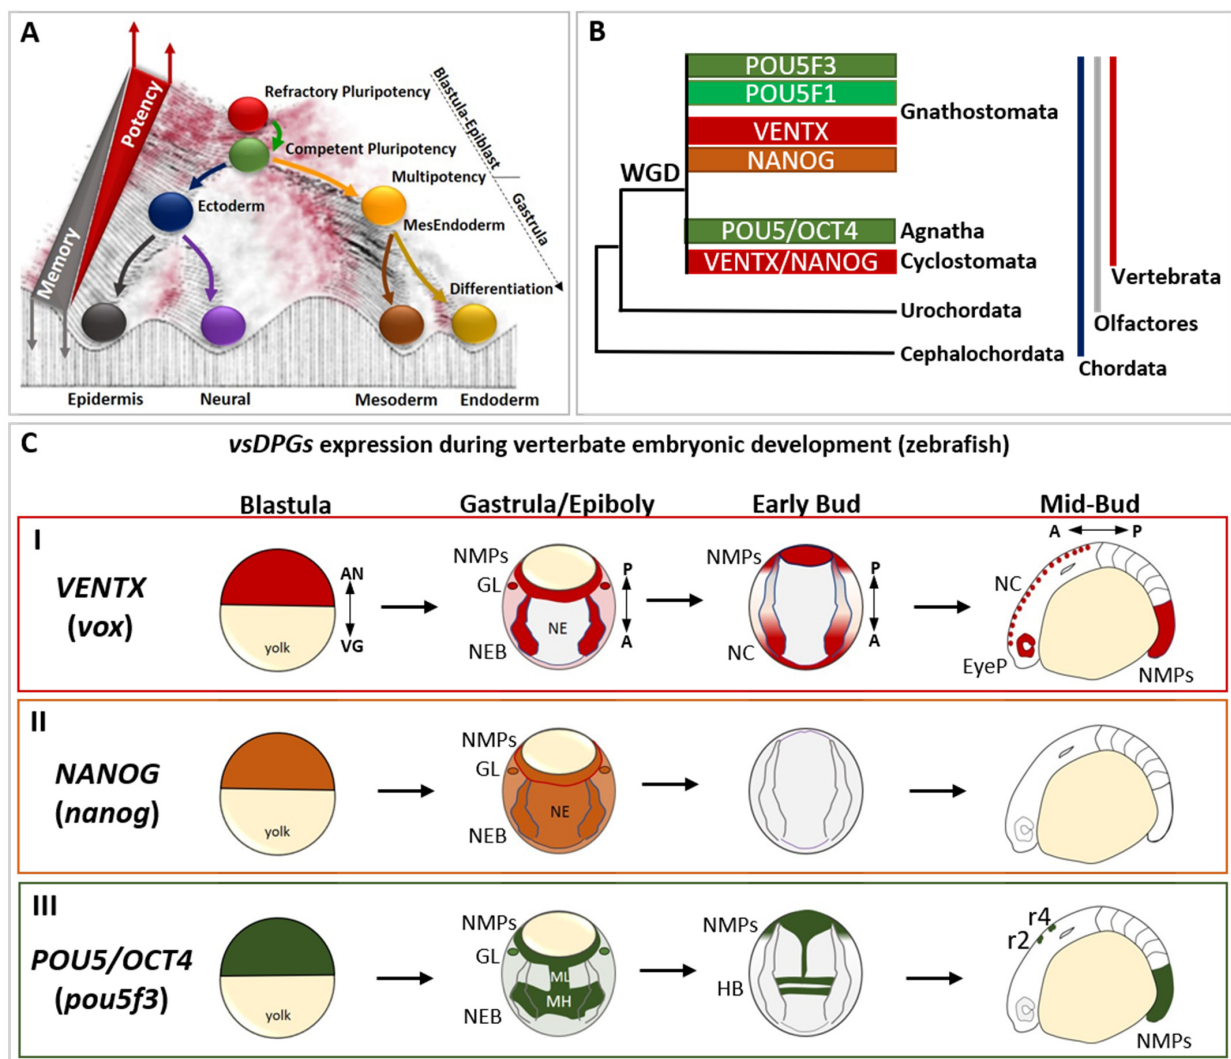 A
Potency
Memory
Refractory Pluripotency
Competent Pluripotency
Multipotency
Ectoderm
MesEndoderm
Differentiation
Blastula-Epiblast
Gastrula
Epidermis
Neural
Mesoderm
Endoderm
B
POU5F3
POU5F1
Gnathostomata
VENTX
NANOG
WGD
POU5/OCT4
Agnatha
VENTX/NANOG
Cyclostomata
Vertebrata
Urochordata
Olfactores
Cephalochordata
Chordata
C
vsDPGs expression during verterbate embryonic development (zebrafish)
Blastula
Gastrula/Epiboly
Early Bud
Mid-Bud
I
VENTX
(vox)
AN
VG
yolk
NMPs
GL
NE
NEB
P
A
NMPs
NC
P
A
A
P
NC
EyeP
NMPs
II
NANOG
(nanog)
yolk
NMPs
GL
NE
NEB
III
POU5/OCT4
(pou5f3)
yolk
NMPs
GL
ML
MH
NEB
NMPs
HB
r4
r2
NMPs